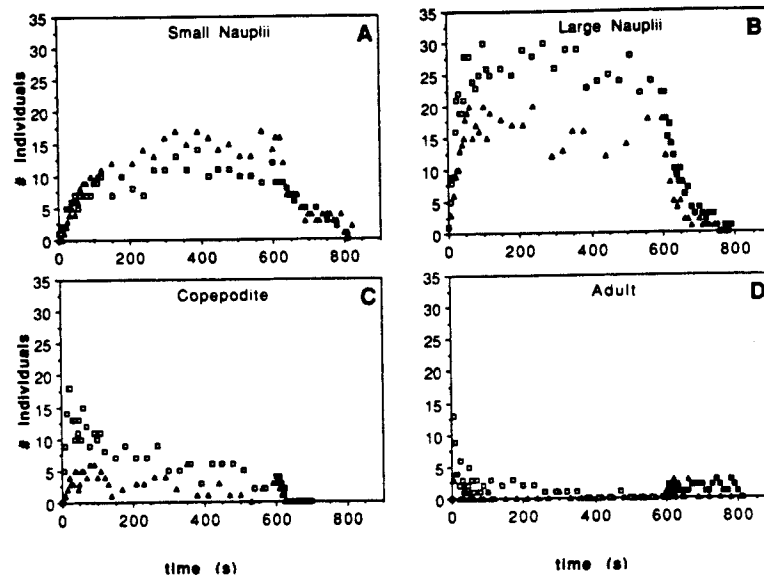 Small Nauplii A
Large Nauplii B
# Individuals
35
30
25
20
15
10
5
0
0 200 400 600 800
35
30
25
20
15
10
5
0
0 200 400 600 800
Copepodite C
Adult D
# Individuals
35
30
25
20
15
10
5
0
0 200 400 600 800
35
30
25
20
15
10
5
0
0 200 400 600 800
time (s)
time (s)